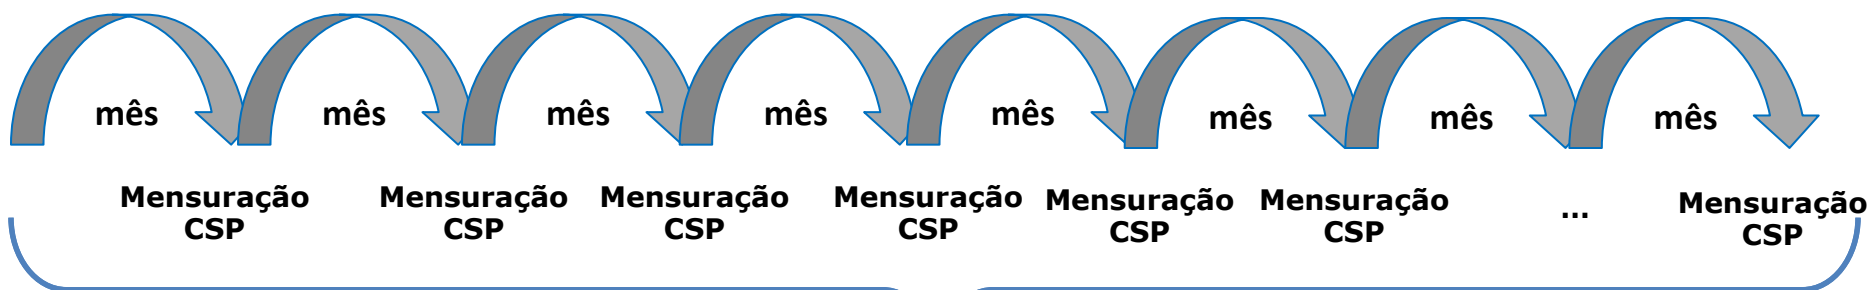 mês mês mês mês mês mês mês mês
Mensuração Mensuração Mensuração Mensuração Mensuração Mensuração ... Mensuração
CSP CSP CSP CSP CSP CSP CSP